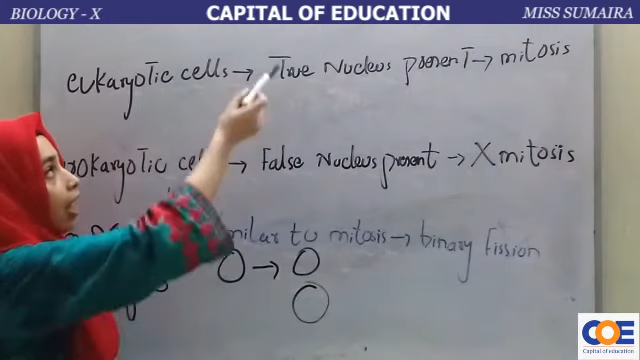 BIOLOGY - X
CAPITAL OF EDUCATION
MISS SUMAIRA
eukaryotic cells → True Nucleus present → mitosis
rokaryotic ce → False Nucleus present → X mitosis
milar to mitosis → binary fission
COE
Capital of education